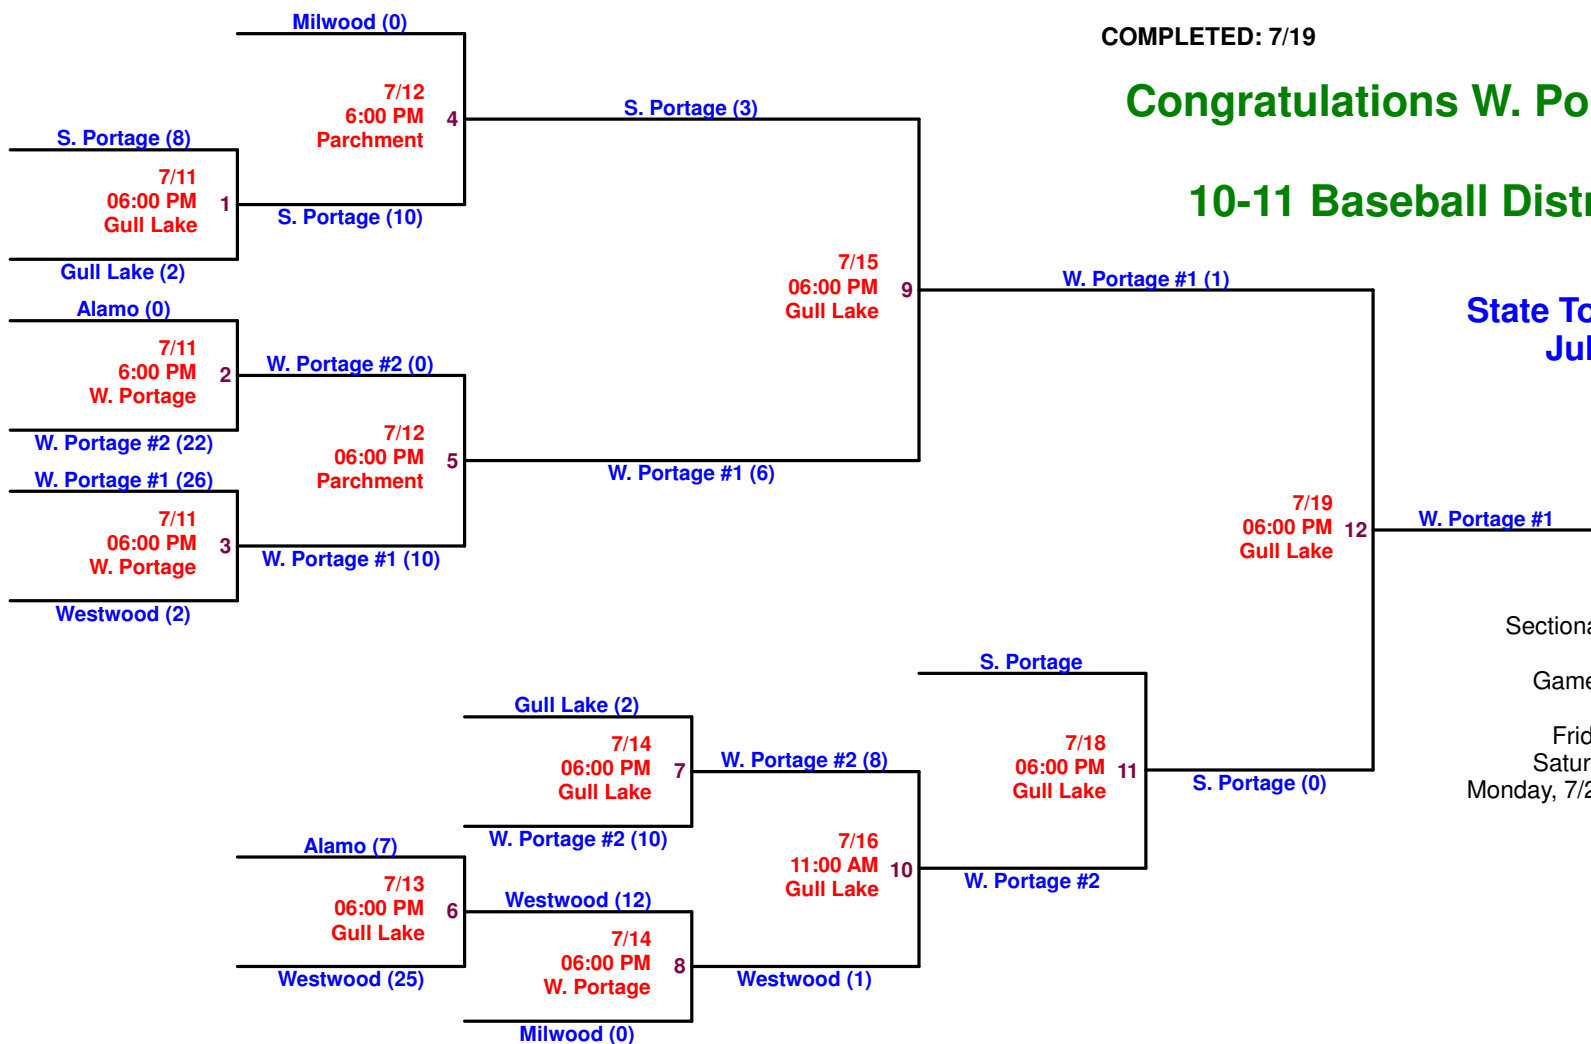 Milwood (0)
COMPLETED: 7/19
7/12
6:00 PM
Parchment
4
S. Portage (3)
Congratulations W. Po
S. Portage (8)
7/11
06:00 PM
Gull Lake
1
S. Portage (10)
10-11 Baseball Distr
Gull Lake (2)
7/15
06:00 PM
Gull Lake
9
W. Portage #1 (1)
Alamo (0)
State To
Jul
7/11
6:00 PM
W. Portage
2
W. Portage #2 (0)
W. Portage #2 (22)
7/12
06:00 PM
Parchment
5
W. Portage #1 (6)
W. Portage #1 (26)
7/11
06:00 PM
W. Portage
3
W. Portage #1 (10)
7/19
06:00 PM
Gull Lake
12
W. Portage #1
Westwood (2)
Sectiona
S. Portage
Game
Gull Lake (2)
7/14
06:00 PM
Gull Lake
7
W. Portage #2 (8)
7/18
06:00 PM
Gull Lake
11
S. Portage (0)
Frid
Satur
Monday, 7/2
W. Portage #2 (10)
Alamo (7)
7/16
11:00 AM
Gull Lake
10
W. Portage #2
7/13
06:00 PM
Gull Lake
6
Westwood (12)
7/14
06:00 PM
W. Portage
8
Westwood (1)
Westwood (25)
Milwood (0)